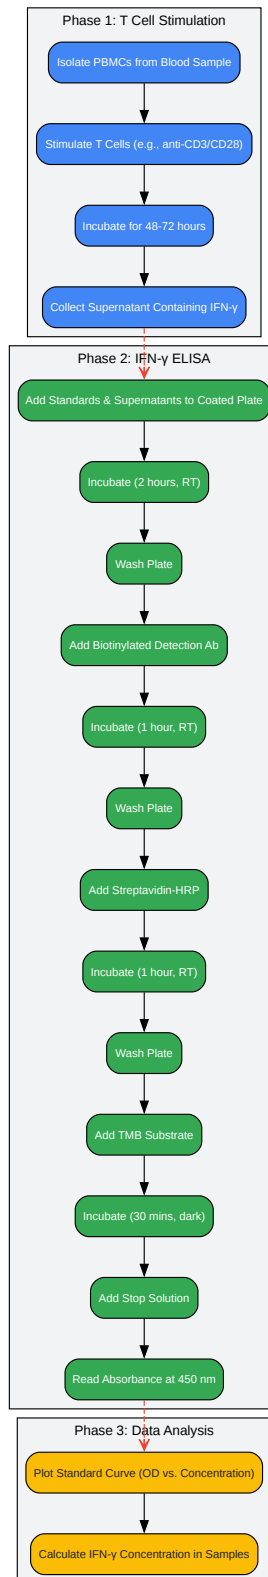 Phase 1: T Cell Stimulation
Isolate PBMCs from Blood Sample
Stimulate T Cells (e.g., anti-CD3/CD28)
Incubate for 48-72 hours
Collect Supernatant Containing IFN-γ
Phase 2: IFN-γ ELISA
Add Standards & Supernatants to Coated Plate
Incubate (2 hours, RT)
Wash Plate
Add Biotinylated Detection Ab
Incubate (1 hour, RT)
Wash Plate
Add Streptavidin-HRP
Incubate (1 hour, RT)
Wash Plate
Add TMB Substrate
Incubate (30 mins, dark)
Add Stop Solution
Read Absorbance at 450 nm
Phase 3: Data Analysis
Plot Standard Curve (OD vs. Concentration)
Calculate IFN-γ Concentration in Samples